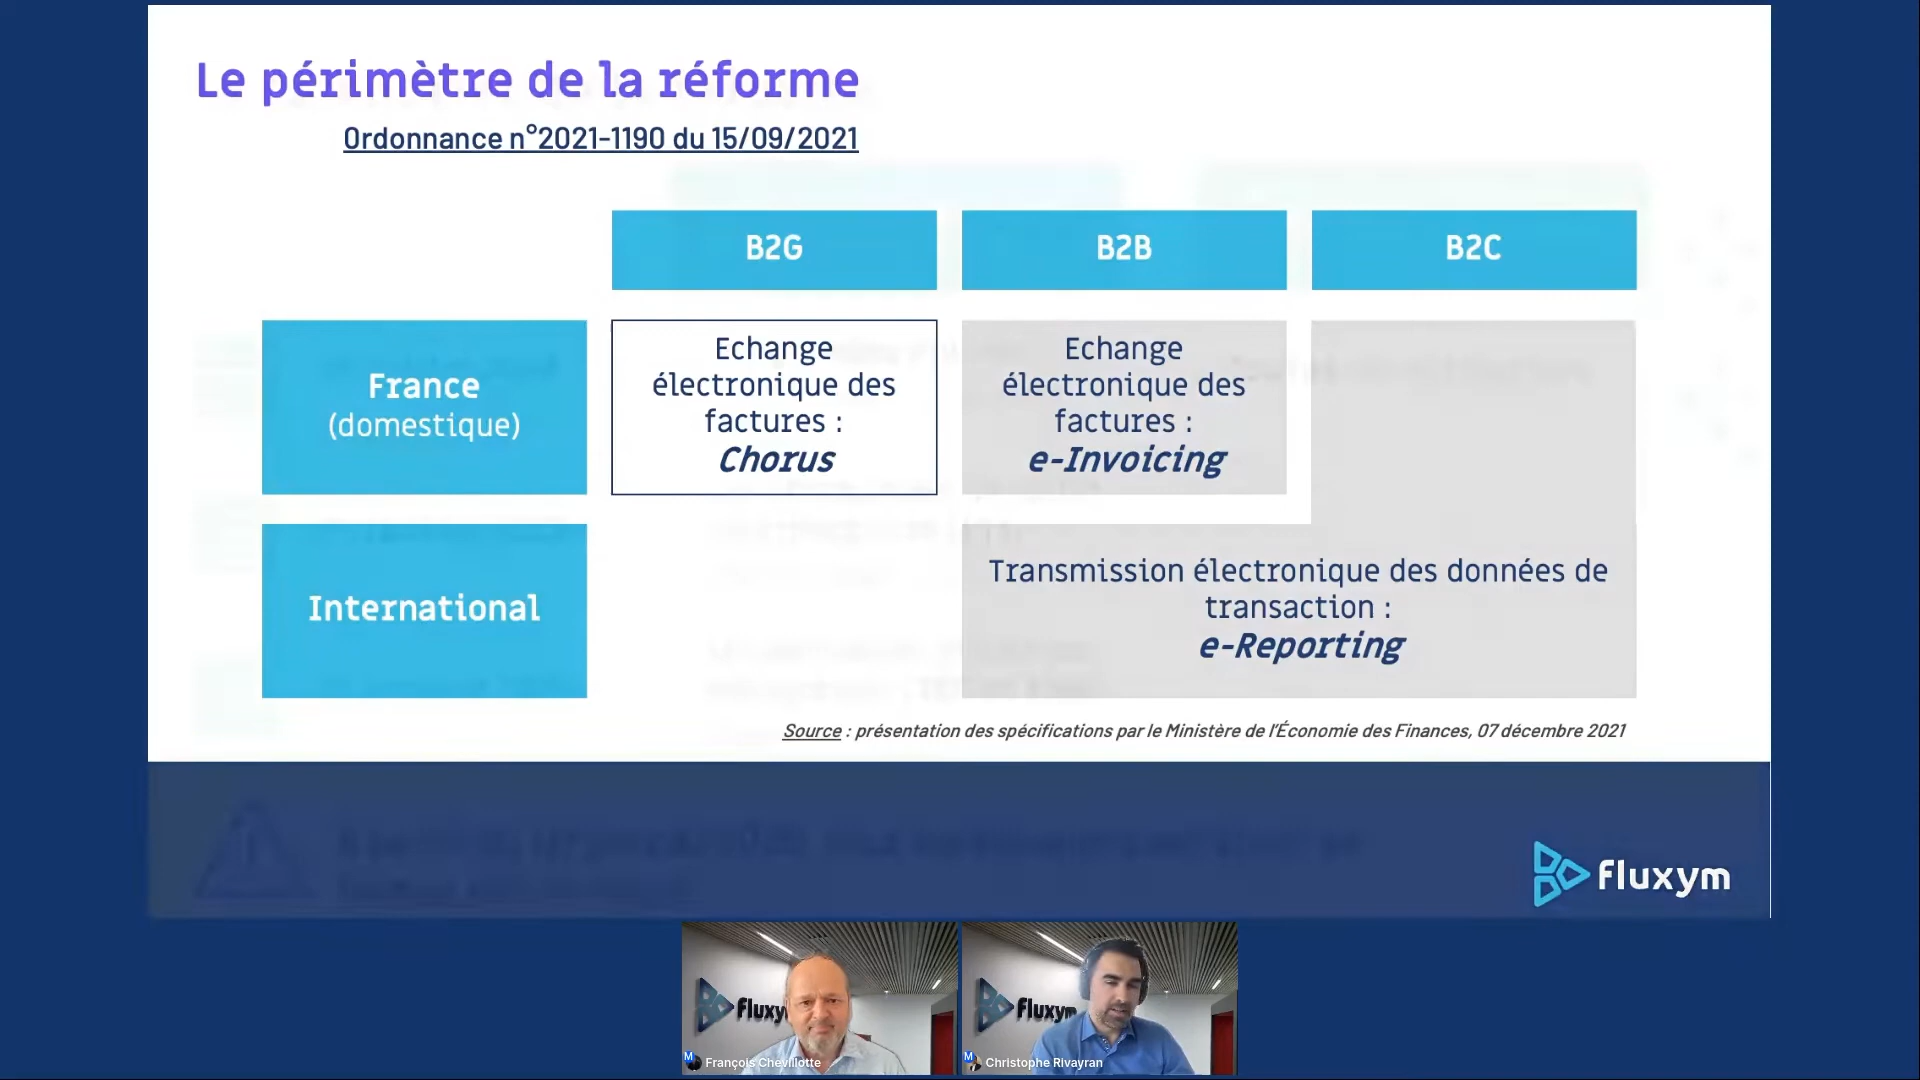 Le périmètre de la réforme
Ordonnance n°2021-1190 du 15/09/2021
B2G
B2B
B2C
France
(domestique)
Echange
électronique des
factures :
Chorus
Echange
électronique des
factures :
e-Invoicing
International
Transmission électronique des données de
transaction :
e-Reporting
Source : présentation des spécifications par le Ministère de l'Économie des Finances, 07 décembre 2021
fluxym
fluxy
François Chevillotte
fluxym
Christophe Rivayran